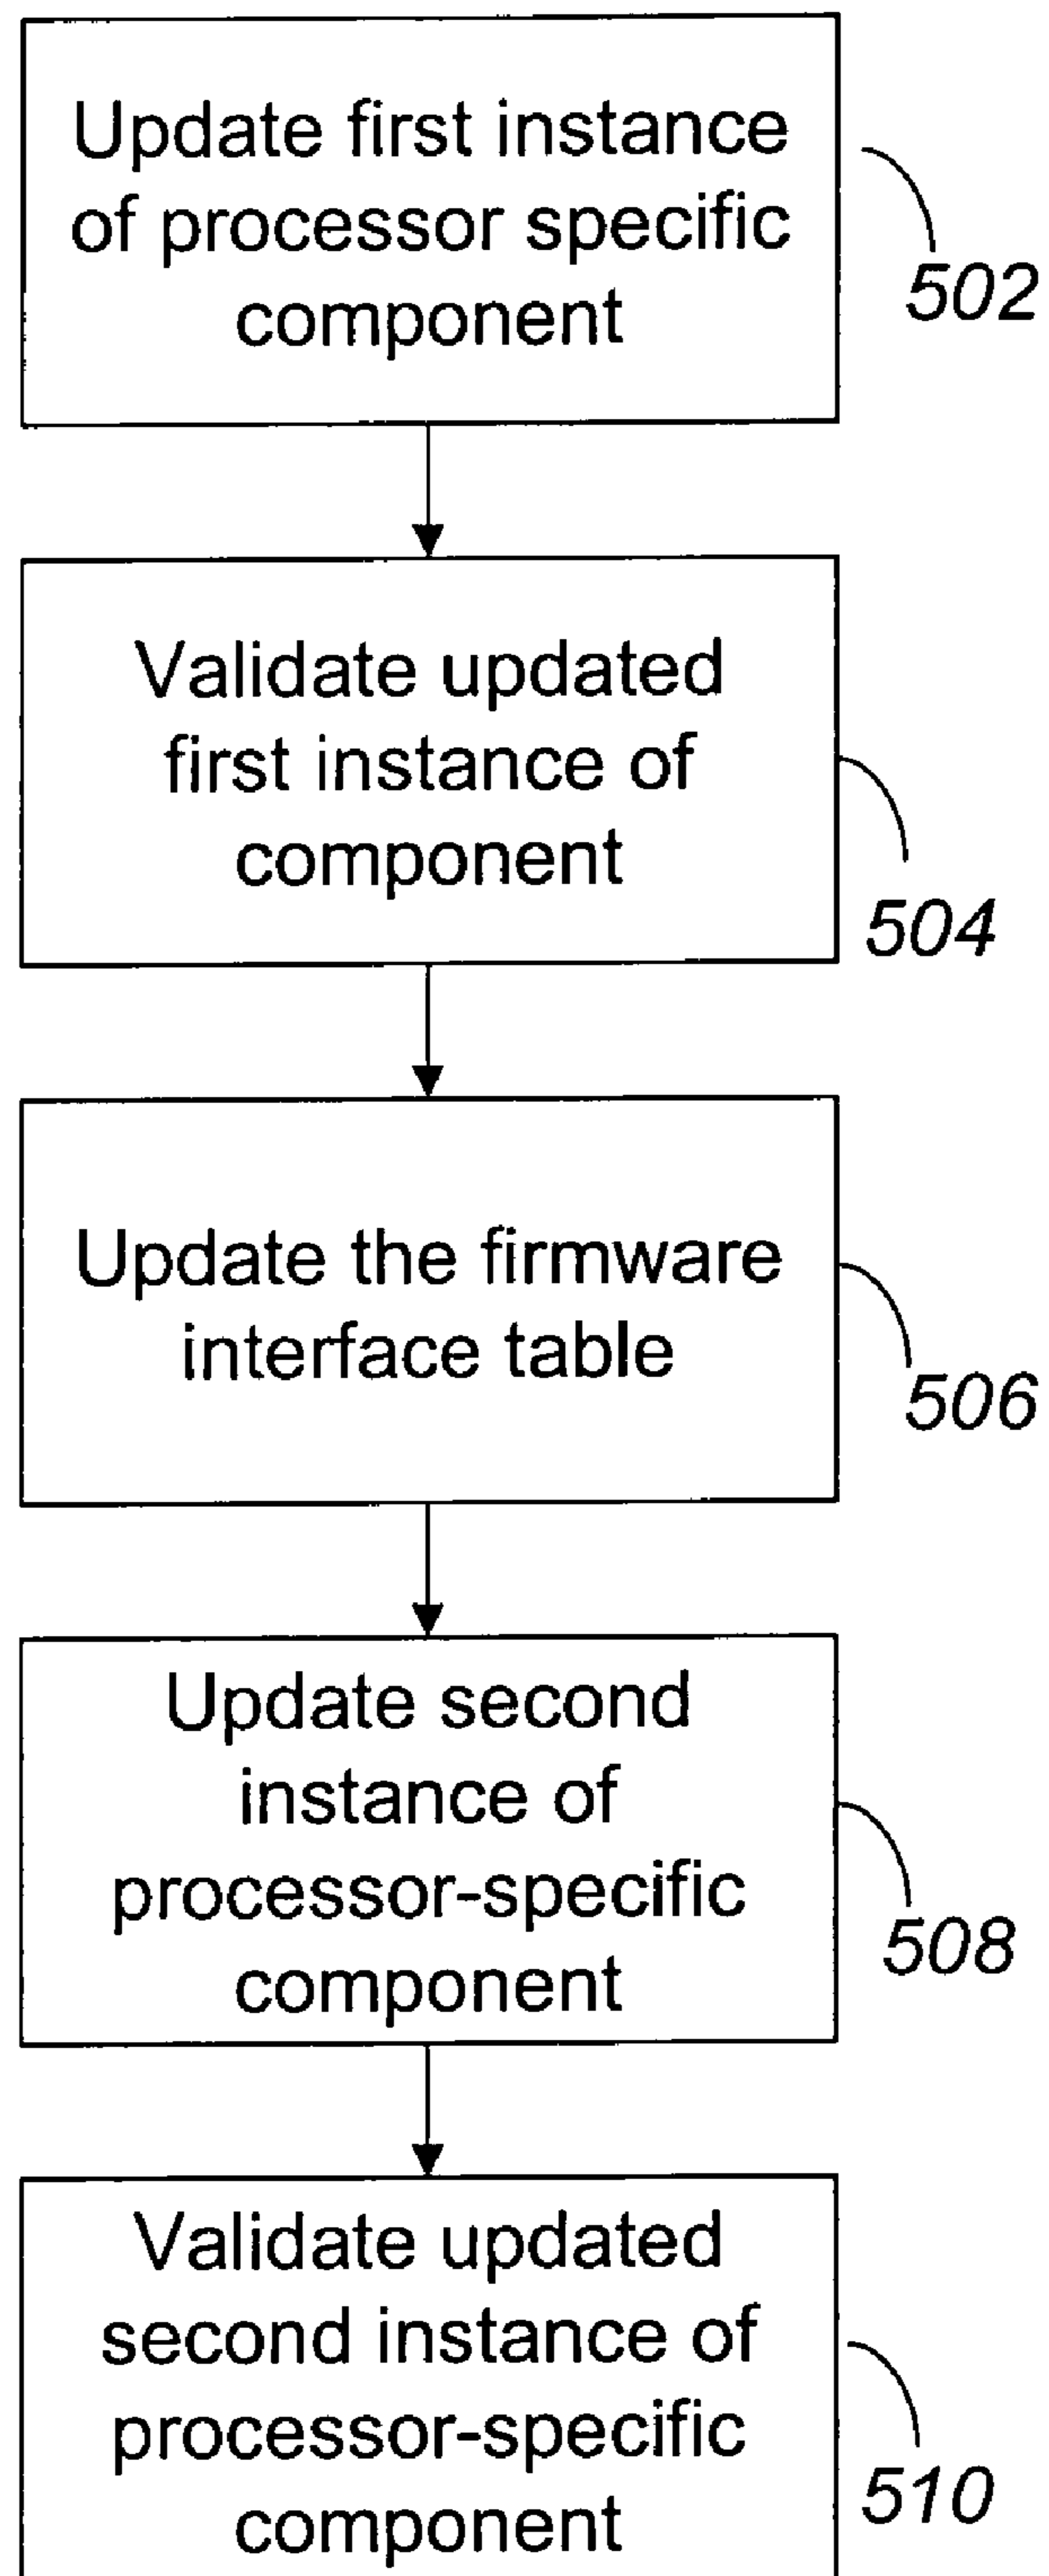 Update first instance
of processor specific
component
502
Validate updated
first instance of
component
504
Update the firmware
interface table
506
Update second
instance of
processor-specific
component
508
Validate updated
second instance of
processor-specific
component
510